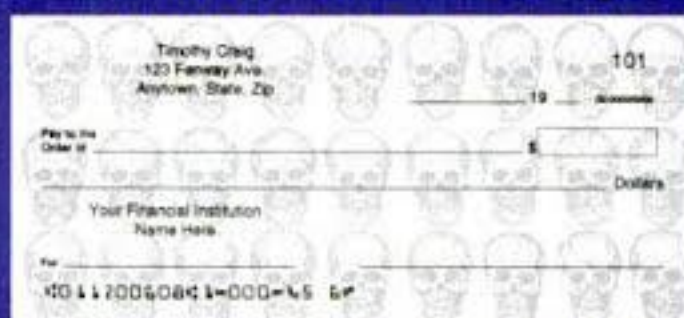 Timothy Craig
101
123 Fairway Ave.
Anytown, State, Zip
19
Pay to the
Order of
$
Dollars
Your Financial Institution
Name Here
For